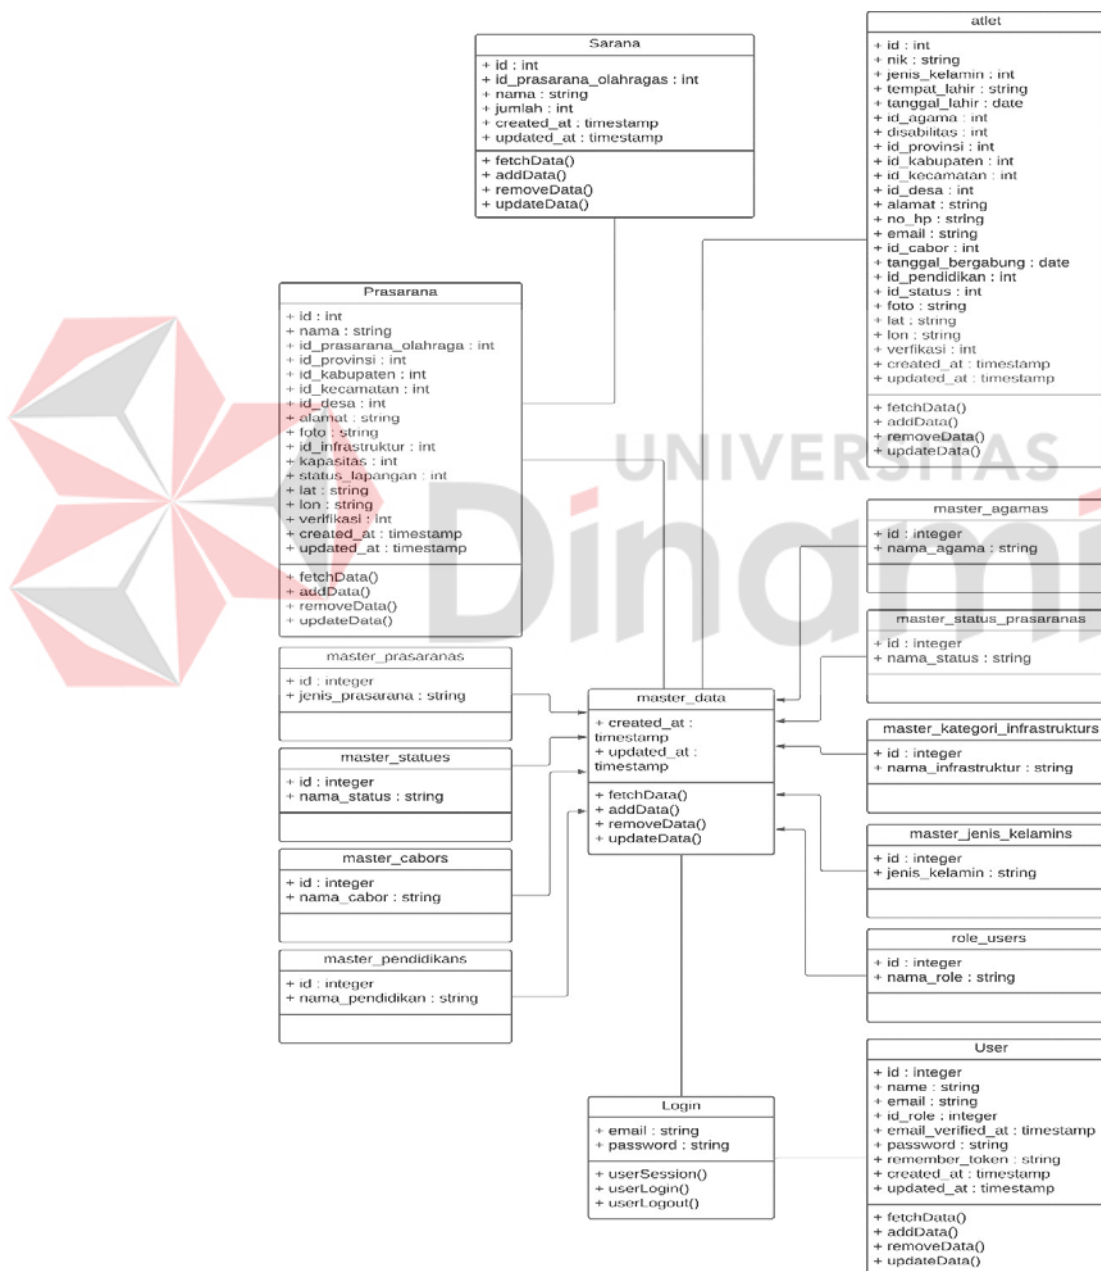 Sarana
+ id : int
+ id_prasarana_olahragas : int
+ nama : string
+ jumlah : int
+ created_at : timestamp
+ updated_at : timestamp
+ fetchData()
+ addData()
+ removeData()
+ updateData()
atlet
+ id : int
+ nik : string
+ jenis_kelamin : int
+ tempat_lahir : string
+ tanggal_lahir : date
+ id_agama : int
+ disabilitas : int
+ id_provinsi : int
+ id_kabupaten : int
+ id_kecamatan : int
+ id_desa : int
+ alamat : string
+ no_hp : string
+ email : string
+ id_cabor : int
+ tanggal_bergabung : date
+ id_pendidikan : int
+ id_status : int
+ foto : string
+ lat : string
+ lon : string
+ verfikasi : int
+ created_at : timestamp
+ updated_at : timestamp
+ fetchData()
+ addData()
+ removeData()
+ updateData()
Prasarana
+ id : int
+ nama : string
+ id_prasarana_olahraga : int
+ id_provinsi : int
+ id_kabupaten : int
+ id_kecamatan : int
+ id_desa : int
+ alamat : string
+ foto : string
+ id_infrastruktur : int
+ kapasitas : int
+ status_lapangan : int
+ lat : string
+ lon : string
+ verifikasi : int
+ created_at : timestamp
+ updated_at : timestamp
+ fetchData()
+ addData()
+ removeData()
+ updateData()
UNIVERSITAS
Dinami
master_agamas
+ id : integer
+ nama_agama : string
master_status_prasaranas
+ id : integer
+ nama_status : string
master_prasaranas
+ id : integer
+ jenis_prasarana : string
master_data
+ created_at :
timestamp
+ updated_at :
timestamp
+ fetchData()
+ addData()
+ removeData()
+ updateData()
master_kategori_infrastrukturs
+ id : integer
+ nama_infrastruktur : string
master_statues
+ id : integer
+ nama_status : string
master_jenis_kelamins
+ id : integer
+ jenis_kelamin : string
master_cabors
+ id : integer
+ nama_cabor : string
role_users
+ id : integer
+ nama_role : string
master_pendidikans
+ id : integer
+ nama_pendidikan : string
User
+ id : integer
+ name : string
+ email : string
+ id_role : integer
+ email_verified_at : timestamp
+ password : string
+ remember_token : string
+ created_at : timestamp
+ updated_at : timestamp
+ fetchData()
+ addData()
+ removeData()
+ updateData()
Login
+ email : string
+ password : string
+ userSession()
+ userLogin()
+ userLogout()